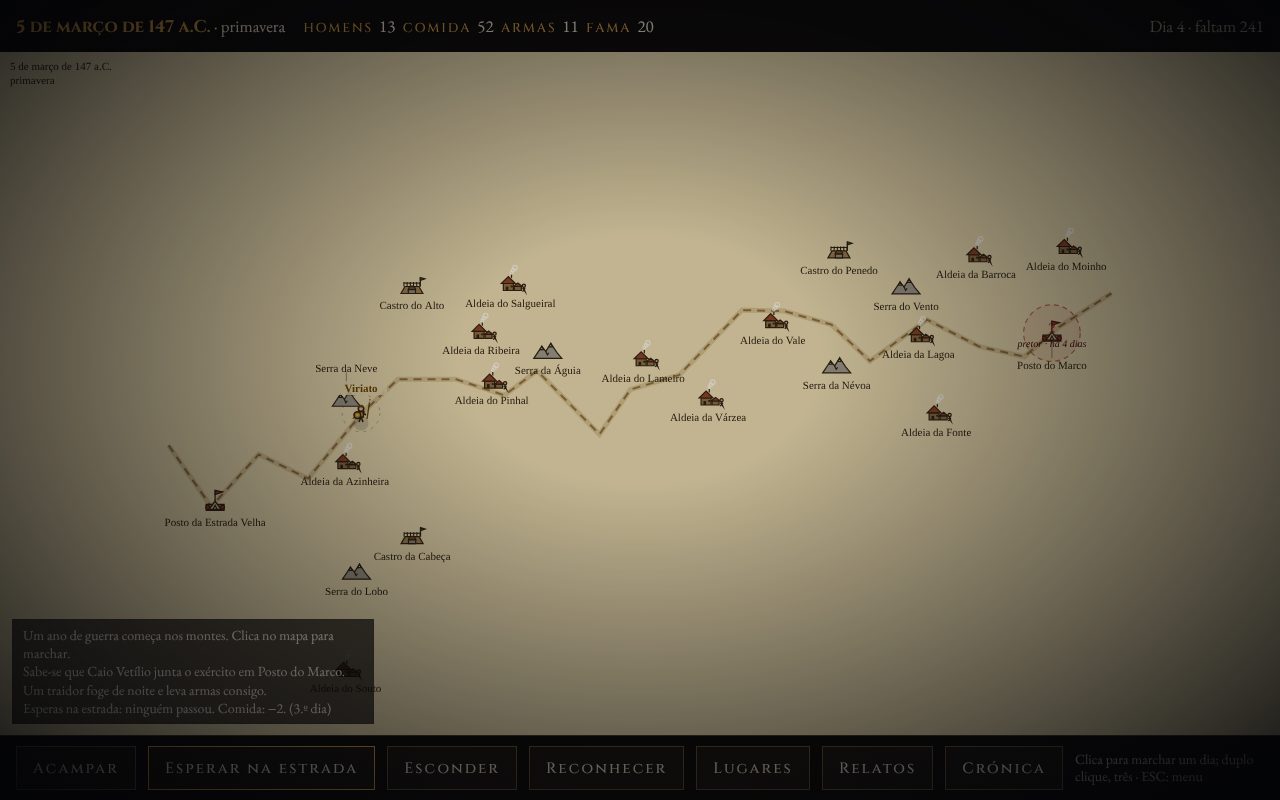 5 DE MARÇO DE 147 A.C. · primavera HOMENS 13 COMIDA 52 ARMAS 11 FAMA 20
Dia 4 · faltam 241
5 de março de 147 a.C.
primavera
Aldeia do Moinho
Castro do Penedo
Aldeia da Barroca
Castro do Alto
Aldeia do Salgueiral
Serra do Vento
Aldeia do Vale
pretor · há 4 dias
Aldeia da Ribeira
Aldeia da Lagoa
Posto do Marco
Serra da Neve
Serra da Águia
Aldeia do Lameiro
Serra da Névoa
Viriato
Aldeia do Pinhal
Aldeia da Várzea
Aldeia da Fonte
Aldeia da Azinheira
Posto da Estrada Velha
Castro da Cabeça
Serra do Lobo
Um ano de guerra começa nos montes. Clica no mapa para
marchar.
Sabe-se que Caio Vetílio junta o exército em Posto do Marco.
Um traidor foge de noite e leva armas consigo.
Aldeia do Souto
Esperas na estrada: ninguém passou. Comida: −2. (3.º dia)
ACAMPAR
ESPERAR NA ESTRADA
ESCONDER
RECONHECER
LUGARES
RELATOS
CRÓNICA
Clica para marchar um dia; duplo
clique, três · ESC: menu